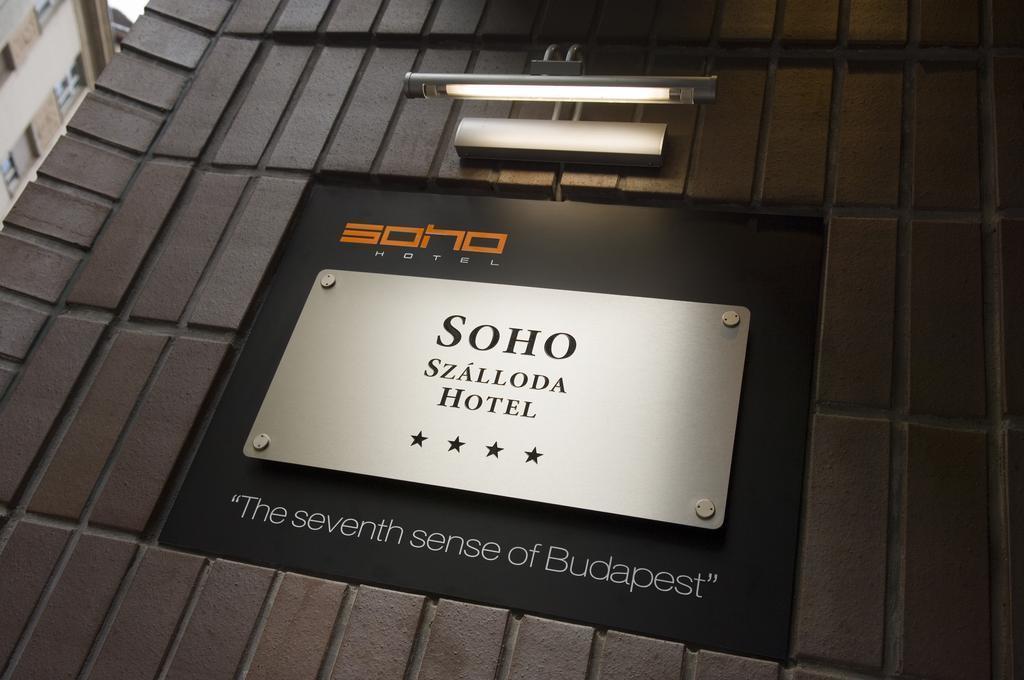 SOHO
HOTEL
SOHO
SZÁLLODA
HOTEL
★ ★ ★ ★
“The seventh sense of Budapest”